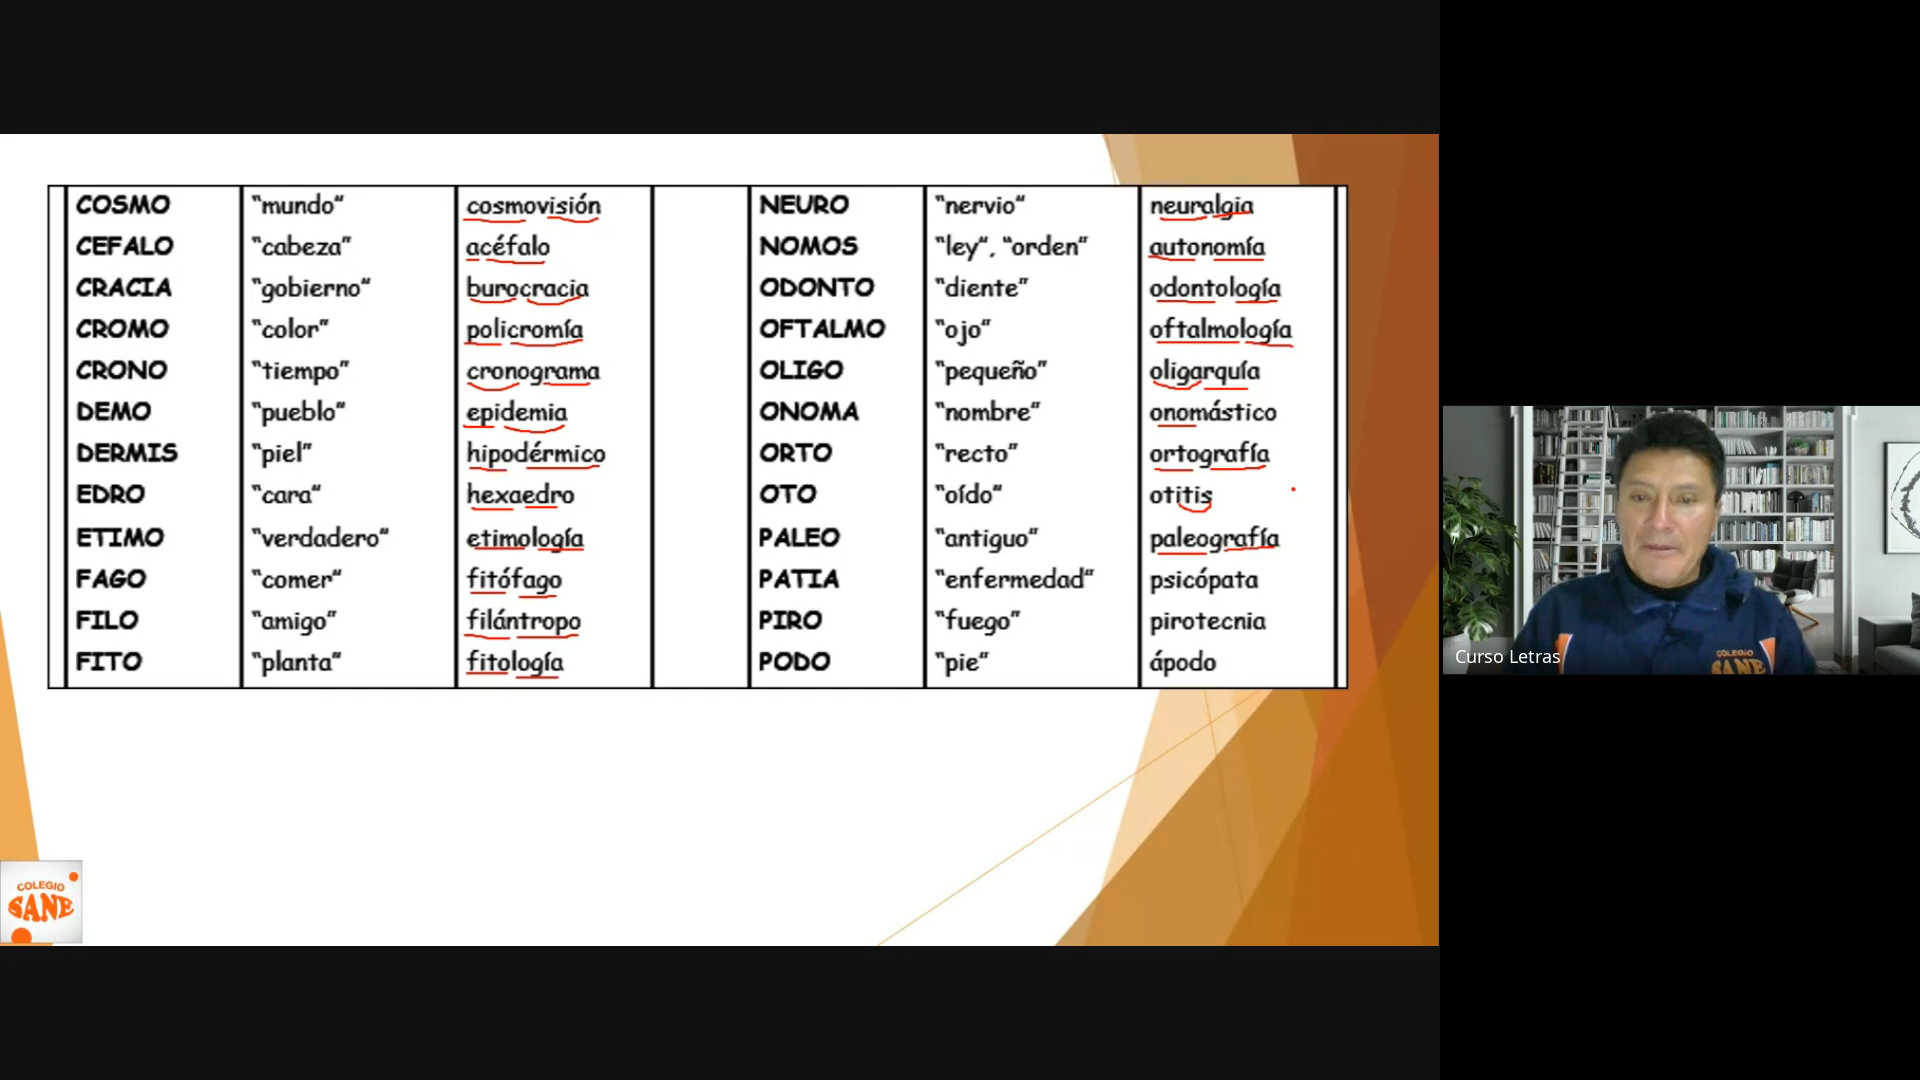 COSMO "mundo" cosmovisión NEURO "nervio" neuralgia
CEFALO "cabeza" acéfalo NOMOS "ley", "orden" autonomía
CRACIA "gobierno" burocracia ODONTO "diente" odontología
CROMO "color" policromía OFTALMO "ojo" oftalmología
CRONO "tiempo" cronograma OLIGO "pequeño" oligarquía
DEMO "pueblo" epidemia ONOMA "nombre" onomástico
DERMIS "piel" hipodérmico ORTO "recto" ortografía
EDRO "cara" hexaedro OTO "oído" otitis
ETIMO "verdadero" etimología PALEO "antiguo" paleografía
FAGO "comer" fitófago PATIA "enfermedad" psicópata
FILO "amigo" filántropo PIRO "fuego" pirotecnia
FITO "planta" fitología PODO "pie" ápodo
COLEGIO
SANE
Curso Letras
COLEGIO
SANE